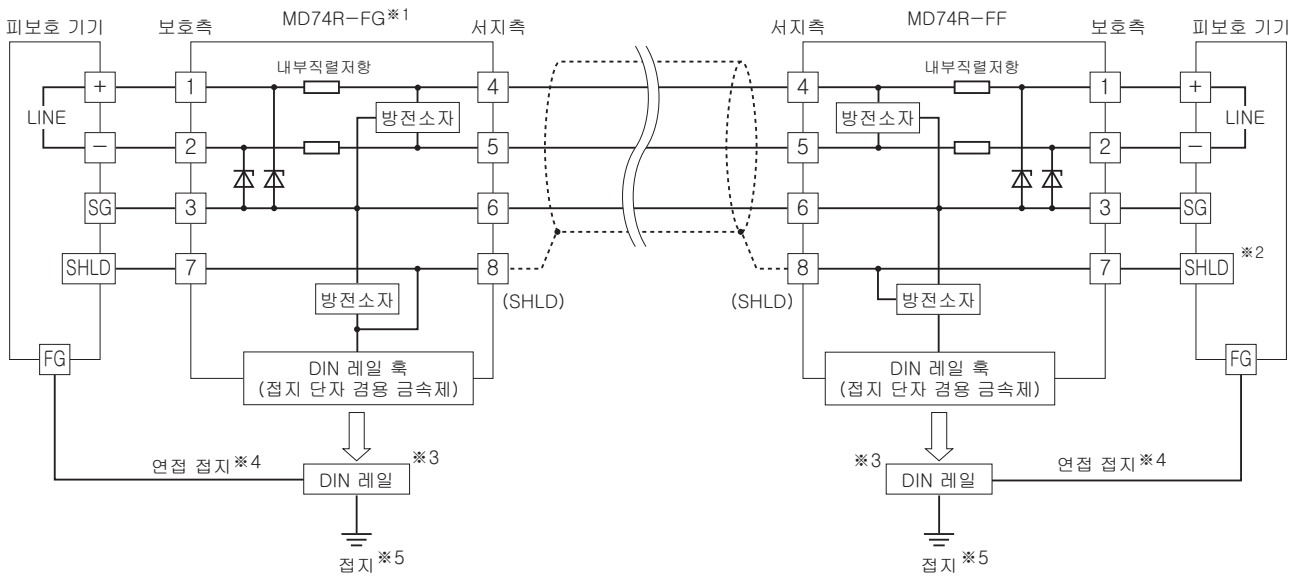 피보호 기기 보호측 MD74R-FG※1 서지측 서지측 MD74R-FF 보호측 피보호 기기
내부직렬저항 내부직렬저항
+ 1 4 4 1 +
LINE 방전소자 방전소자 LINE
− 2 5 5 2 −
SG 3 6 6 3 SG
SHLD 7 8 8 7 SHLD ※2
방전소자 (SHLD) (SHLD) 방전소자
FG DIN 레일 훅 DIN 레일 훅 FG
(접지 단자 겸용 금속제) (접지 단자 겸용 금속제)
연접 접지※4 ※3 ※3 연접 접지※4
DIN 레일 DIN 레일
접지※5 접지※5